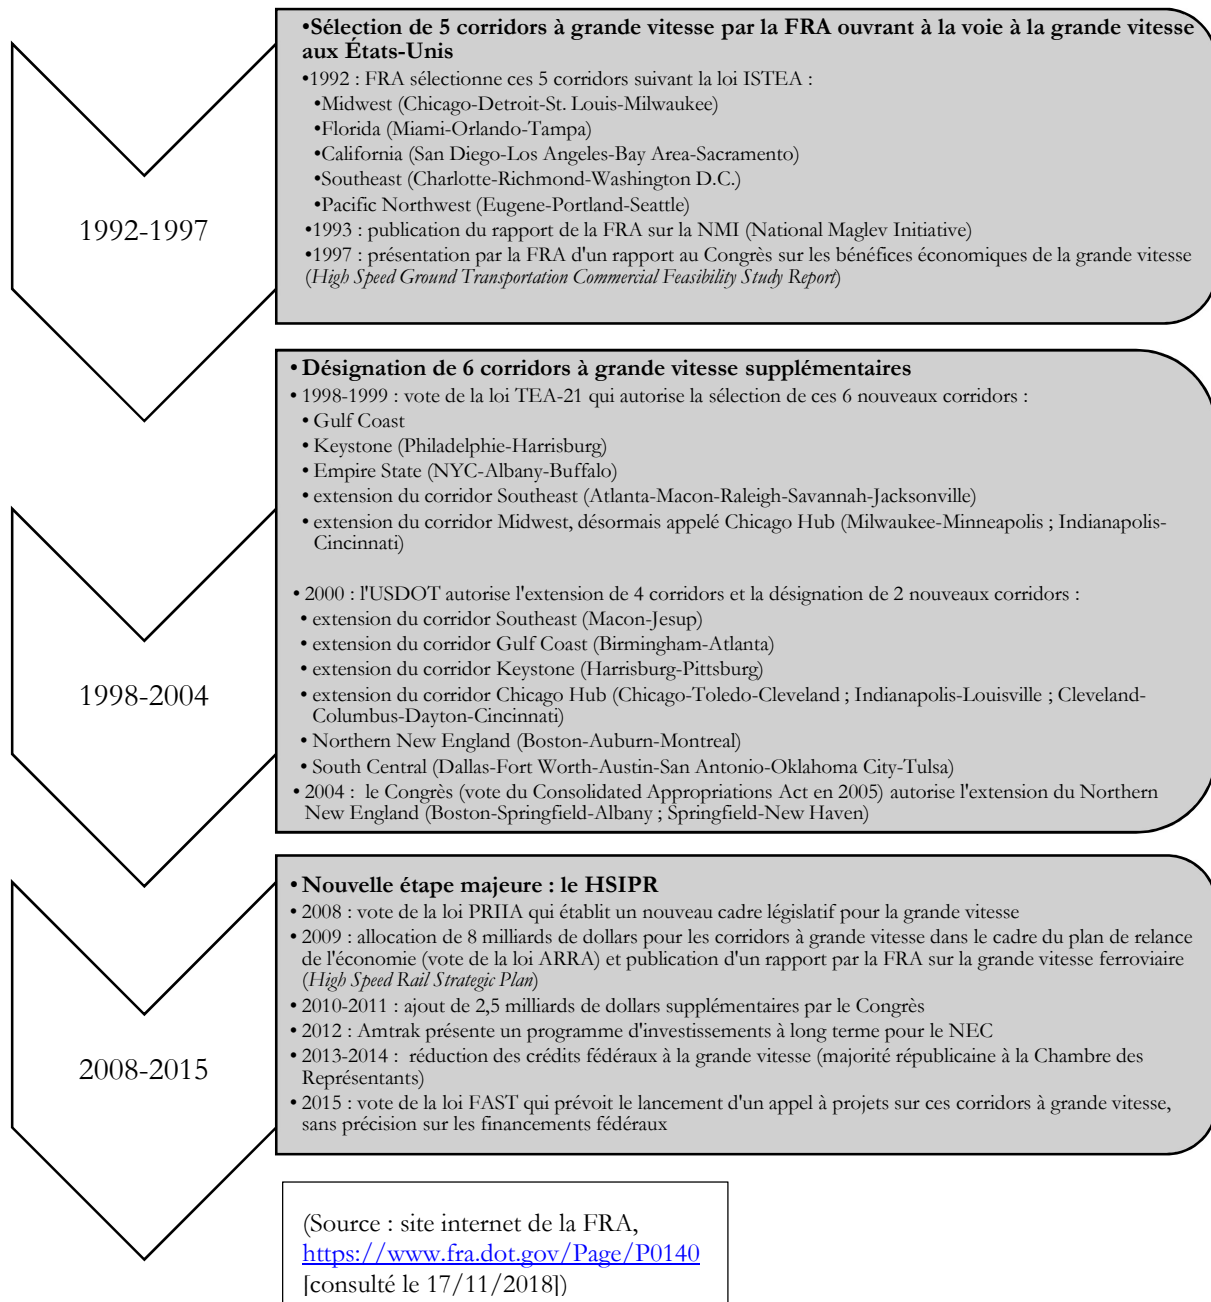 1992-1997
•Sélection de 5 corridors à grande vitesse par la FRA ouvrant à la voie à la grande vitesse
aux États-Unis
•1992 : FRA sélectionne ces 5 corridors suivant la loi ISTEA :
•Midwest (Chicago-Detroit-St. Louis-Milwaukee)
•Florida (Miami-Orlando-Tampa)
•California (San Diego-Los Angeles-Bay Area-Sacramento)
•Southeast (Charlotte-Richmond-Washington D.C.)
•Pacific Northwest (Eugene-Portland-Seattle)
•1993 : publication du rapport de la FRA sur la NMI (National Maglev Initiative)
•1997 : présentation par la FRA d'un rapport au Congrès sur les bénéfices économiques de la grande vitesse
(High Speed Ground Transportation Commercial Feasibility Study Report)
1998-2004
• Désignation de 6 corridors à grande vitesse supplémentaires
• 1998-1999 : vote de la loi TEA-21 qui autorise la sélection de ces 6 nouveaux corridors :
• Gulf Coast
• Keystone (Philadelphie-Harrisburg)
• Empire State (NYC-Albany-Buffalo)
• extension du corridor Southeast (Atlanta-Macon-Raleigh-Savannah-Jacksonville)
• extension du corridor Midwest, désormais appelé Chicago Hub (Milwaukee-Minneapolis ; Indianapolis-
Cincinnati)
• 2000 : l'USDOT autorise l'extension de 4 corridors et la désignation de 2 nouveaux corridors :
• extension du corridor Southeast (Macon-Jesup)
• extension du corridor Gulf Coast (Birmingham-Atlanta)
• extension du corridor Keystone (Harrisburg-Pittsburg)
• extension du corridor Chicago Hub (Chicago-Toledo-Cleveland ; Indianapolis-Louisville ; Cleveland-
Columbus-Dayton-Cincinnati)
• Northern New England (Boston-Auburn-Montreal)
• South Central (Dallas-Fort Worth-Austin-San Antonio-Oklahoma City-Tulsa)
• 2004 : le Congrès (vote du Consolidated Appropriations Act en 2005) autorise l'extension du Northern
New England (Boston-Springfield-Albany ; Springfield-New Haven)
2008-2015
• Nouvelle étape majeure : le HSIPR
• 2008 : vote de la loi PRIIA qui établit un nouveau cadre législatif pour la grande vitesse
• 2009 : allocation de 8 milliards de dollars pour les corridors à grande vitesse dans le cadre du plan de relance
de l'économie (vote de la loi ARRA) et publication d'un rapport par la FRA sur la grande vitesse ferroviaire
(High Speed Rail Strategic Plan)
• 2010-2011 : ajout de 2,5 milliards de dollars supplémentaires par le Congrès
• 2012 : Amtrak présente un programme d'investissements à long terme pour le NEC
• 2013-2014 : réduction des crédits fédéraux à la grande vitesse (majorité républicaine à la Chambre des
Représentants)
• 2015 : vote de la loi FAST qui prévoit le lancement d'un appel à projets sur ces corridors à grande vitesse,
sans précision sur les financements fédéraux
(Source : site internet de la FRA,
https://www.fra.dot.gov/Page/P0140
[consulté le 17/11/2018])